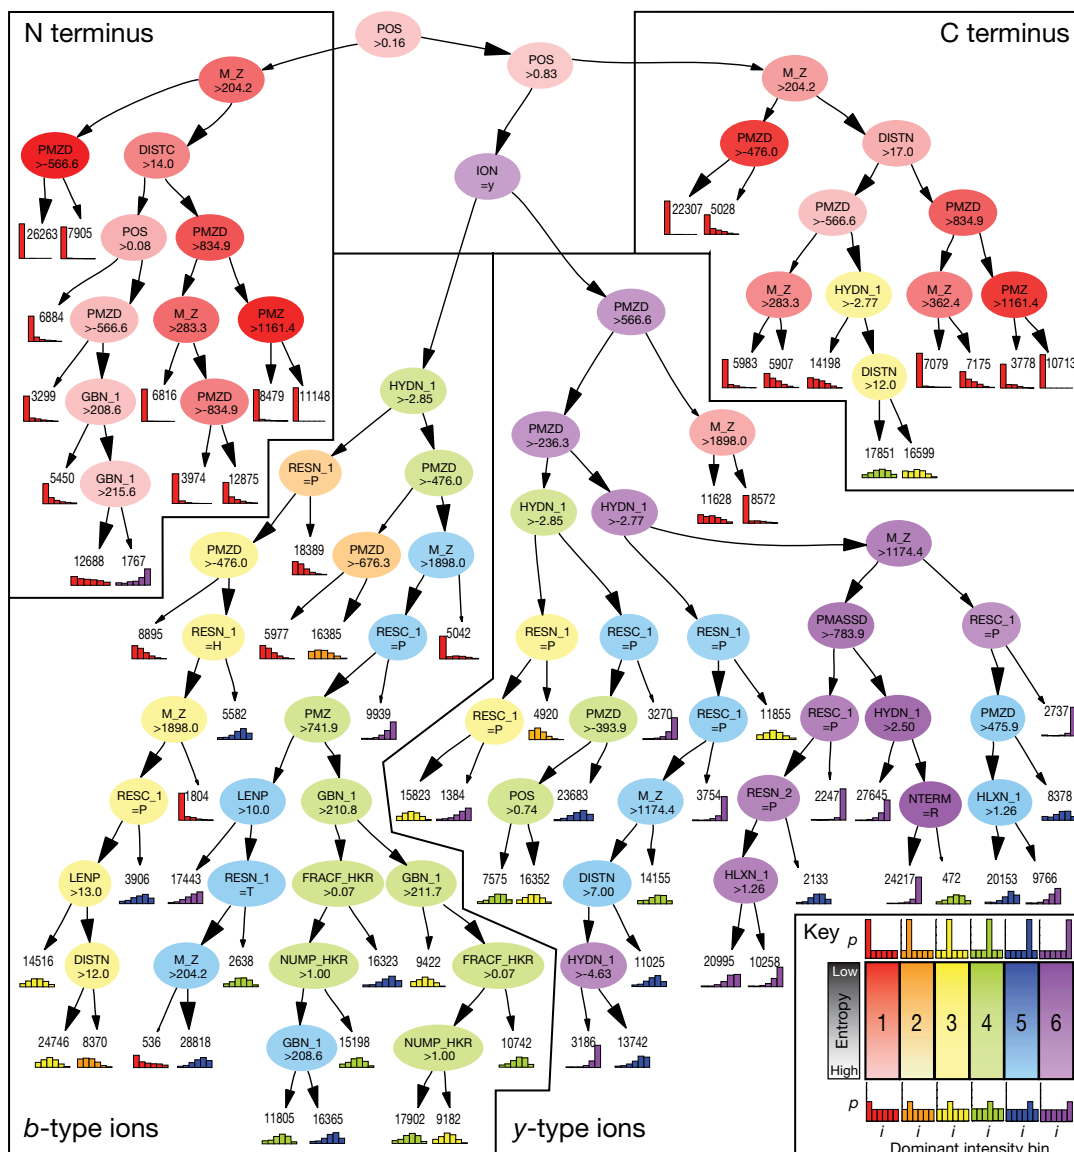 N terminus
C terminus
POS
>0.16
POS
>0.83
M_Z
>204.2
M_Z
>204.2
PMZD
>-566.6
DISTC
>14.0
PMZD
>-476.0
DISTN
>17.0
ION
=y
26263
7905
POS
>0.08
PMZD
>834.9
22307
5028
PMZD
>-566.6
PMZD
>834.9
6884
PMZD
>-566.6
M_Z
>283.3
PMZ
>1161.4
PMZD
>566.6
M_Z
>283.3
HYDN_1
>-2.77
M_Z
>362.4
PMZ
>1161.4
3299
GBN_1
>208.6
6816
PMZD
>-834.9
8479
11148
HYDN_1
>-2.85
5983
5907
14198
DISTN
>12.0
7079
7175
3778
10713
5450
GBN_1
>215.6
3974
12875
RESN_1
=P
PMZD
>-476.0
PMZD
>-236.3
M_Z
>1898.0
17851
16599
12688
1767
PMZD
>-476.0
18389
PMZD
>-676.3
M_Z
>1898.0
HYDN_1
>-2.85
HYDN_1
>-2.77
11628
8572
M_Z
>1174.4
8895
RESN_1
=H
5977
16385
RESC_1
=P
5042
RESN_1
=P
RESC_1
=P
RESN_1
=P
PMASSD
>-783.9
RESC_1
=P
M_Z
>1898.0
5582
PMZ
>741.9
9939
RESC_1
=P
4920
PMZD
>-393.9
3270
RESC_1
=P
11855
RESC_1
=P
HYDN_1
>2.50
PMZD
>475.9
2737
RESC_1
=P
1804
LENP
>10.0
GBN_1
>210.8
15823
1384
POS
>0.74
23683
M_Z
>1174.4
3754
RESN_2
=P
2247
27645
NTERM
=R
HLXN_1
>1.26
8378
LENP
>13.0
3906
17443
RESN_1
=T
FRACF_HKR
>0.07
GBN_1
>211.7
7575
16352
DISTN
>7.00
14155
HLXN_1
>1.26
2133
24217
472
20153
9766
14516
DISTN
>12.0
M_Z
>204.2
2638
NUMP_HKR
>1.00
16323
9422
FRACF_HKR
>0.07
HYDN_1
>-4.63
11025
20995
10258
24746
8370
536
28818
GBN_1
>208.6
15198
NUMP_HKR
>1.00
10742
3186
13742
11805
16365
17902
9182
b-type ions
y-type ions
Key
p
Low
Entropy
High
1
2
3
4
5
6
p
i
i
i
i
i
i
Dominant intensity bin